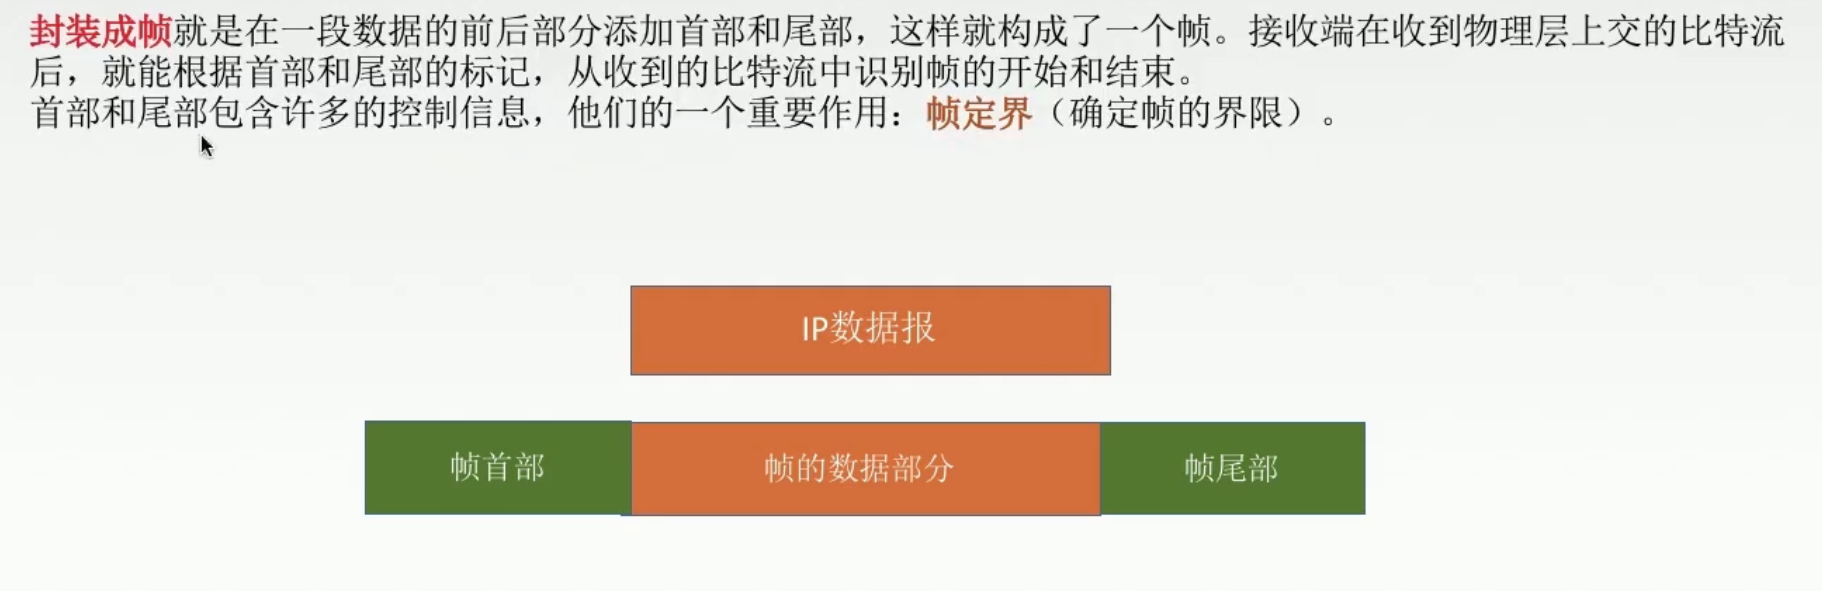 封装成帧就是在一段数据的前后部分添加首部和尾部，这样就构成了一个帧。接收端在收到物理层上交的比特流
后，就能根据首部和尾部的标记，从收到的比特流中识别帧的开始和结束。
首部和尾部包含许多的控制信息，他们的一个重要作用：帧定界（确定帧的界限）。
IP数据报
帧首部 帧的数据部分 帧尾部